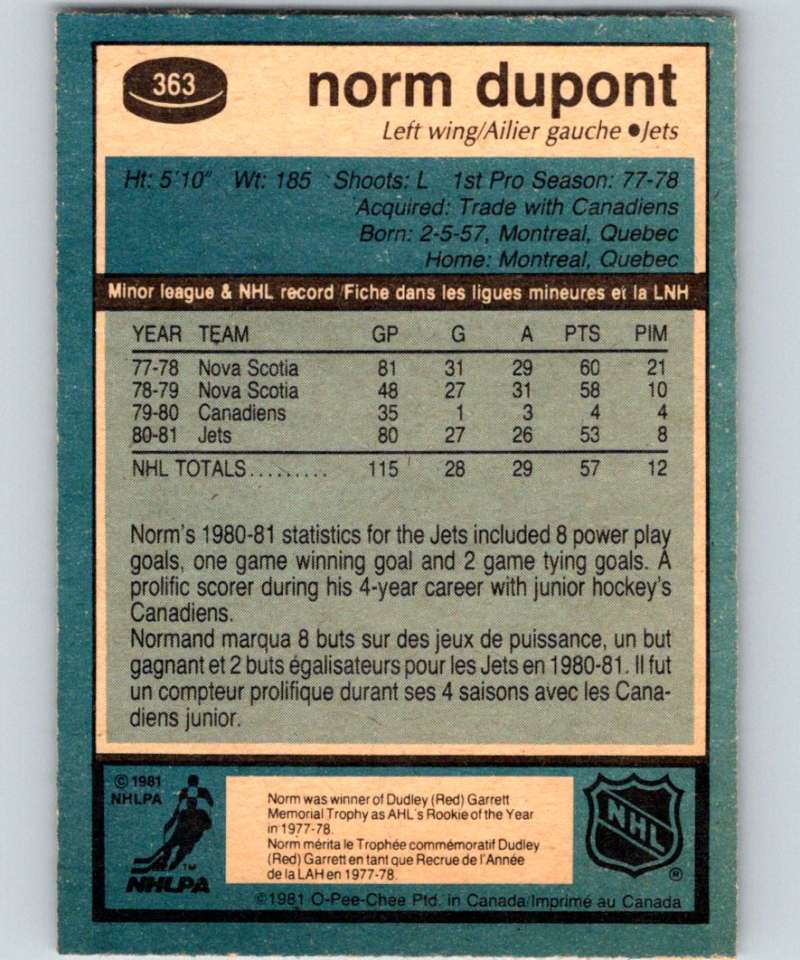 363
norm dupont
Left wing/Ailier gauche ●Jets
Ht: 5'10" Wt: 185 Shoots: L 1st Pro Season: 77-78
Acquired: Trade with Canadiens
Born: 2-5-57, Montreal, Quebec
Home: Montreal, Quebec
Minor league & NHL record/Fiche dans les ligues mineures et la LNH
YEAR TEAM GP G A PTS PIM
77-78 Nova Scotia 81 31 29 60 21
78-79 Nova Scotia 48 27 31 58 10
79-80 Canadiens 35 1 3 4 4
80-81 Jets 80 27 26 53 8
NHL TOTALS......... 115 28 29 57 12
Norm's 1980-81 statistics for the Jets included 8 power play
goals, one game winning goal and 2 game tying goals. A
prolific scorer during his 4-year career with junior hockey's
Canadiens.
Normand marqua 8 buts sur des jeux de puissance, un but
gagnant et 2 buts égalisateurs pour les Jets en 1980-81. Il fut
un compteur prolifique durant ses 4 saisons avec les Cana-
diens junior.
© 1981
NHLPA
Norm was winner of Dudley (Red) Garrett
Memorial Trophy as AHL's Rookie of the Year
in 1977-78.
Norm mérita le Trophée commémoratif Dudley
(Red) Garrett en tant que Recrue de l'Année
de la LAH en 1977-78.
TM
NHLPA
NHL
®
©1981 O-Pee-Chee Ptd. in Canada/Imprimé au Canada